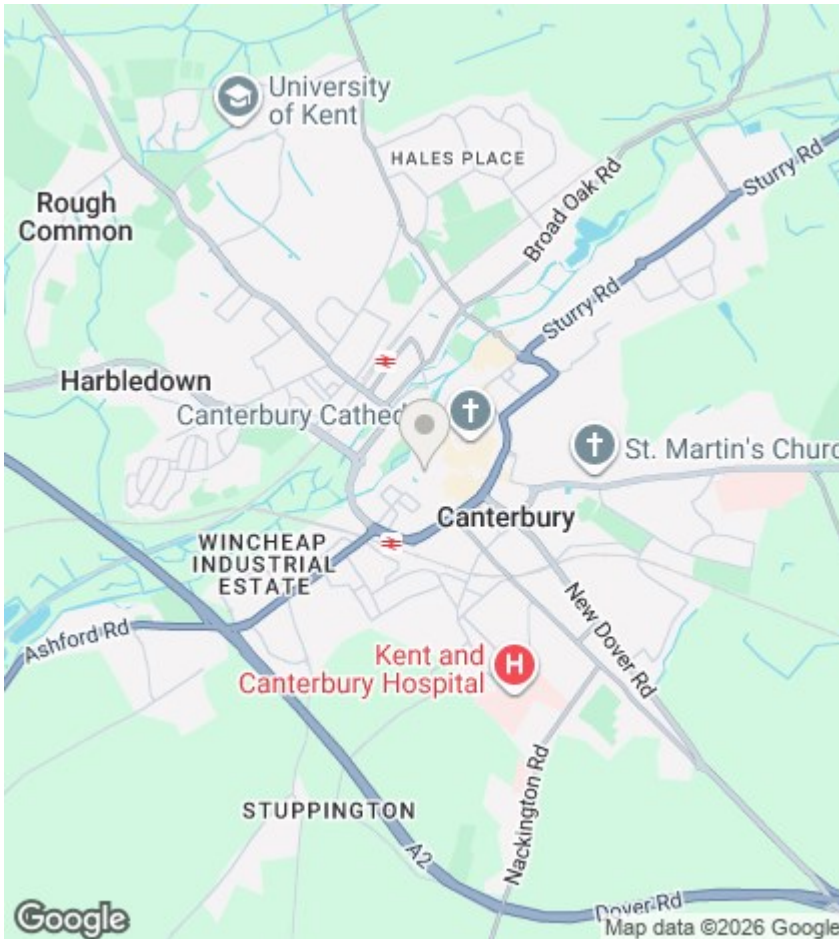 University
of Kent
HALES PLACE
Rough
Common
Broad Oak Rd
Sturry Rd
Sturry Rd
Harbledown
Canterbury Cathed
St. Martin's Churc
Canterbury
WINCHEAP
INDUSTRIAL
ESTATE
New Dover Rd
Ashford Rd
Kent and
Canterbury Hospital
H
Nackington Rd
STUPPINGTON
A2
Dover Rd
Google
Map data ©2026 Google